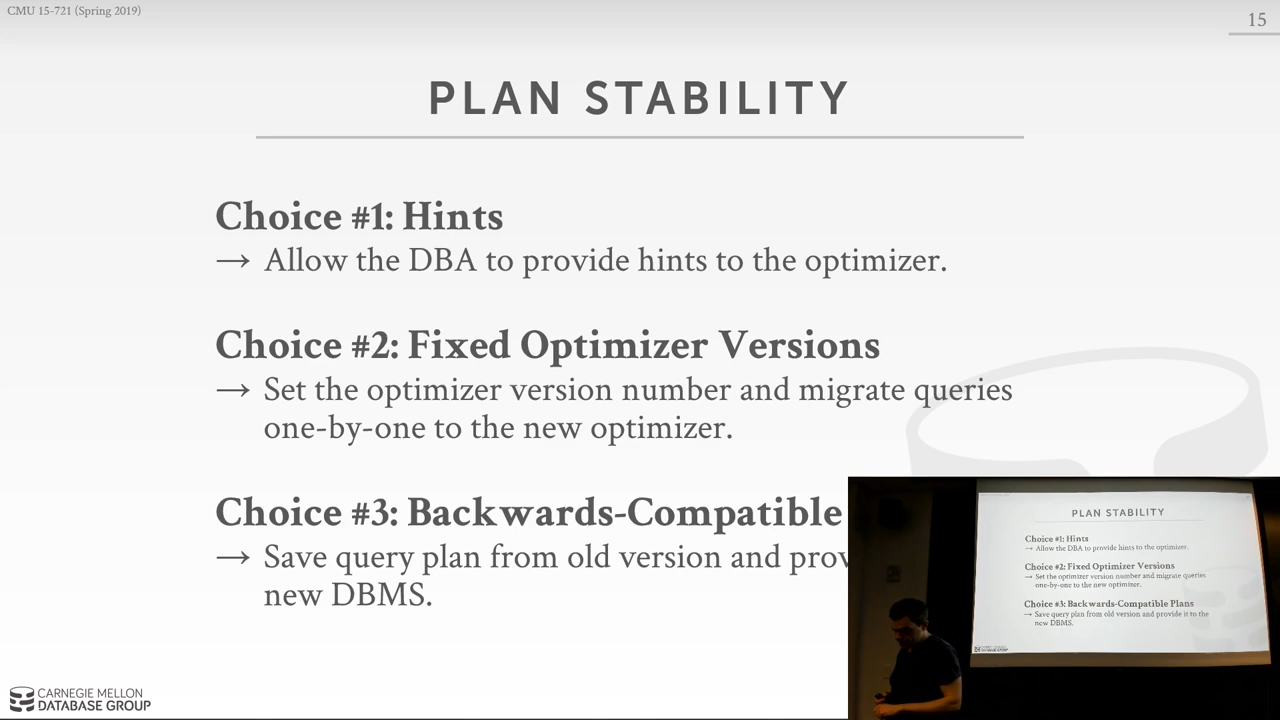 CMU 15-721 (Spring 2019)
15
PLAN STABILITY
Choice #1: Hints
→ Allow the DBA to provide hints to the optimizer.
Choice #2: Fixed Optimizer Versions
→ Set the optimizer version number and migrate queries
one-by-one to the new optimizer.
Choice #3: Backwards-Compatible
→ Save query plan from old version and prov
new DBMS.
CARNEGIE MELLON
DATABASE GROUP
PLAN STABILITY
Choice #1: Hints
→ Allow the DBA to provide hints to the optimizer.
Choice #2: Fixed Optimizer Versions
→ Set the optimizer version number and migrate queries
one-by-one to the new optimizer.
Choice #3: Backwards-Compatible Plans
→ Save query plan from old version and provide it to the
new DBMS.